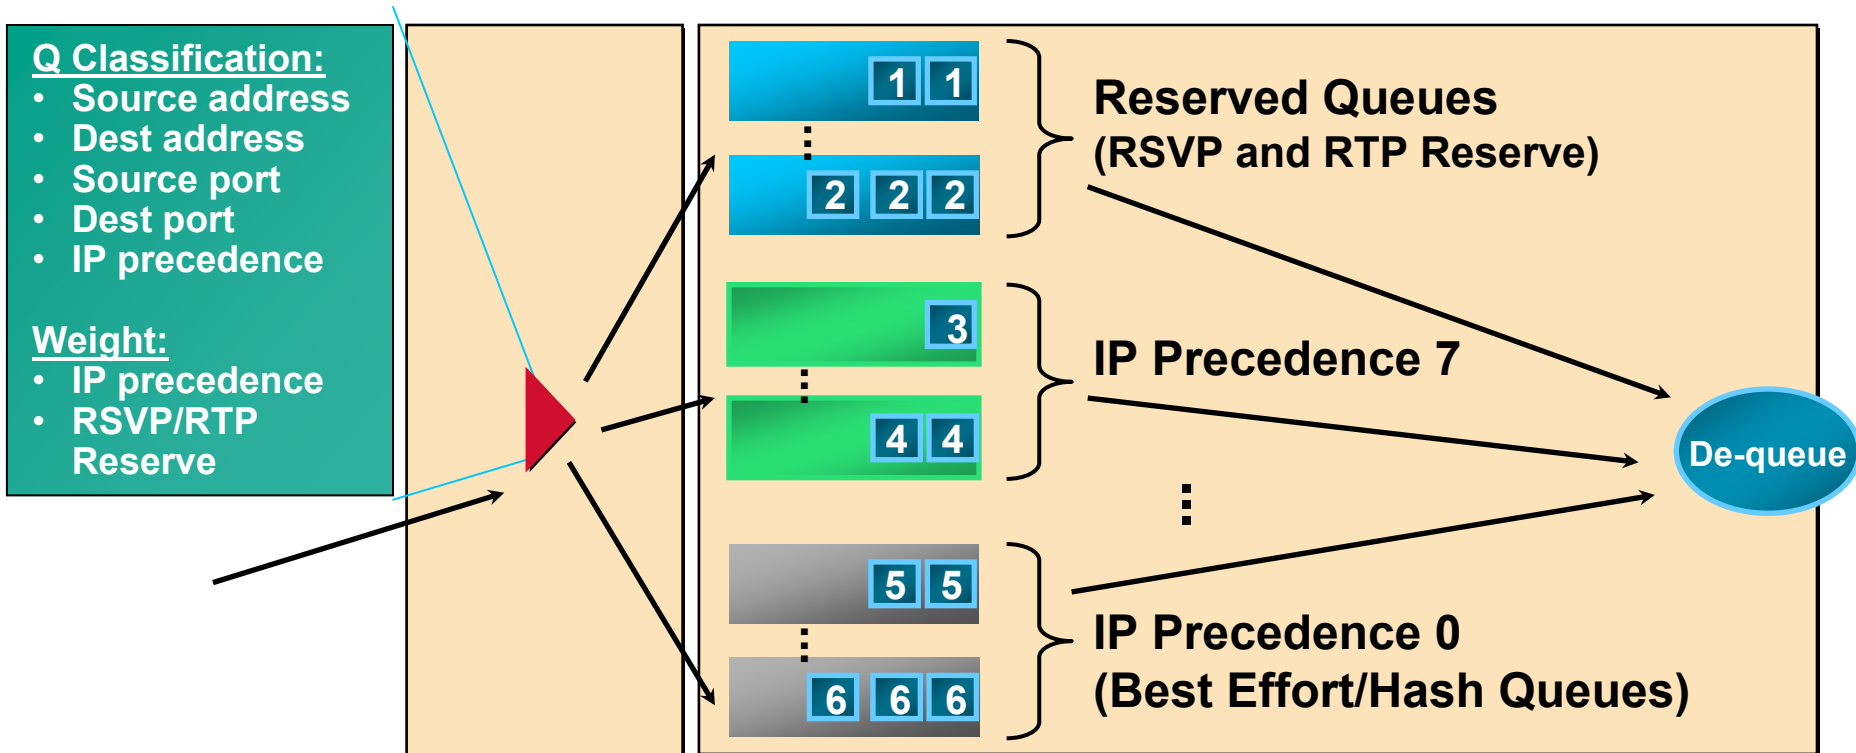 Q Classification:
• Source address
• Dest address
• Source port
• Dest port
• IP precedence
Weight:
• IP precedence
• RSVP/RTP
Reserve
1 1
2 2 2
Reserved Queues
(RSVP and RTP Reserve)
3
4 4
IP Precedence 7
5 5
6 6 6
IP Precedence 0
(Best Effort/Hash Queues)
De-queue